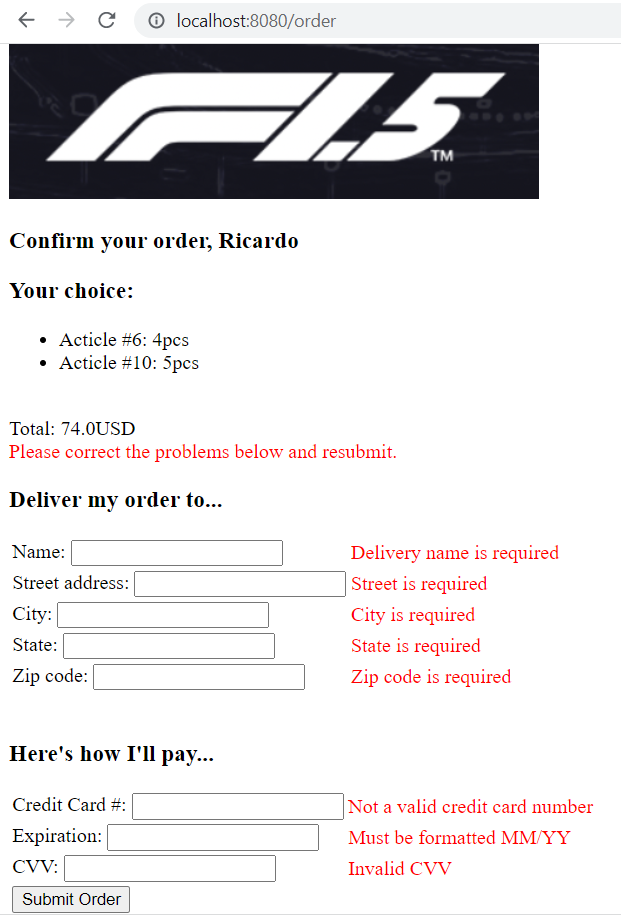 localhost:8080/order
F1.5
TM
Confirm your order, Ricardo
Your choice:
• Acticle #6: 4pcs
• Acticle #10: 5pcs
Total: 74.0USD
Please correct the problems below and resubmit.
Deliver my order to...
Name: Delivery name is required
Street address: Street is required
City: City is required
State: State is required
Zip code: Zip code is required
Here's how I'll pay...
Credit Card #: Not a valid credit card number
Expiration: Must be formatted MM/YY
CVV: Invalid CVV
Submit Order